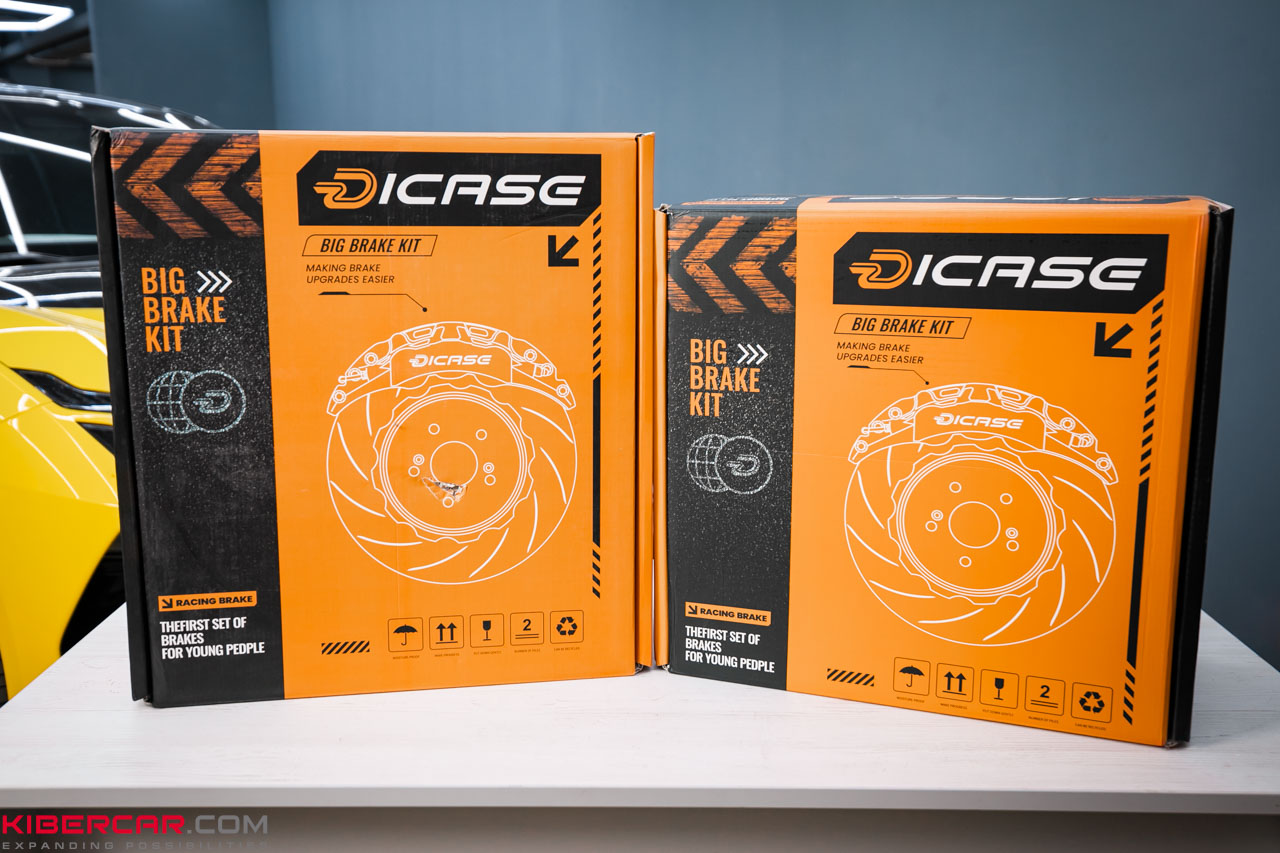 DICASE
BIG BRAKE KIT
MAKING BRAKE
UPGRADES EASIER
DICASE
BIG
BRAKE
KIT
RACING BRAKE
THEFIRST SET OF
BRAKES
FOR YOUNG PEDPLE
2
DICASE
BIG BRAKE KIT
MAKING BRAKE
UPGRADES EASIER
DICASE
BIG
BRAKE
KIT
RACING BRAKE
THEFIRST SET OF
BRAKES
FOR YOUNG PEDPLE
2
KIBERCAR.COM
EXPANDING POSSIBILITIES